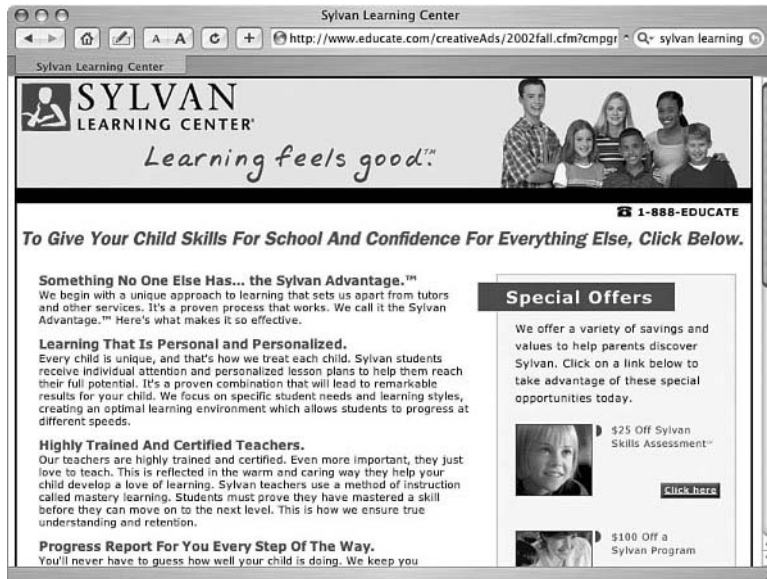 Sylvan Learning Center
A A C + http://www.educate.com/creativeAds/2002fall.cfm?cmpgr sylvan learning
Sylvan Learning Center
SYLVAN
LEARNING CENTER®
Learning feels good.™
1-888-EDUCATE
To Give Your Child Skills For School And Confidence For Everything Else, Click Below.
Something No One Else Has... the Sylvan Advantage.™
We begin with a unique approach to learning that sets us apart from tutors
and other services. It's a proven process that works. We call it the Sylvan
Advantage.™ Here's what makes it so effective.
Learning That Is Personal and Personalized.
Every child is unique, and that's how we treat each child. Sylvan students
receive individual attention and personalized lesson plans to help them reach
their full potential. It's a proven combination that will lead to remarkable
results for your child. We focus on specific student needs and learning styles,
creating an optimal learning environment which allows students to progress at
different speeds.
Highly Trained And Certified Teachers.
Our teachers are highly trained and certified. Even more important, they just
love to teach. This is reflected in the warm and caring way they help your
child develop a love of learning. Sylvan teachers use a method of instruction
called mastery learning. Students must prove they have mastered a skill
before they can move on to the next level. This is how we ensure true
understanding and retention.
Progress Report For You Every Step Of The Way.
You'll never have to guess how well your child is doing. We keep you
Special Offers
We offer a variety of savings and
values to help parents discover
Sylvan. Click on a link below to
take advantage of these special
opportunities today.
$25 Off Sylvan
Skills Assessment℠
Click here
$100 Off a
Sylvan Program